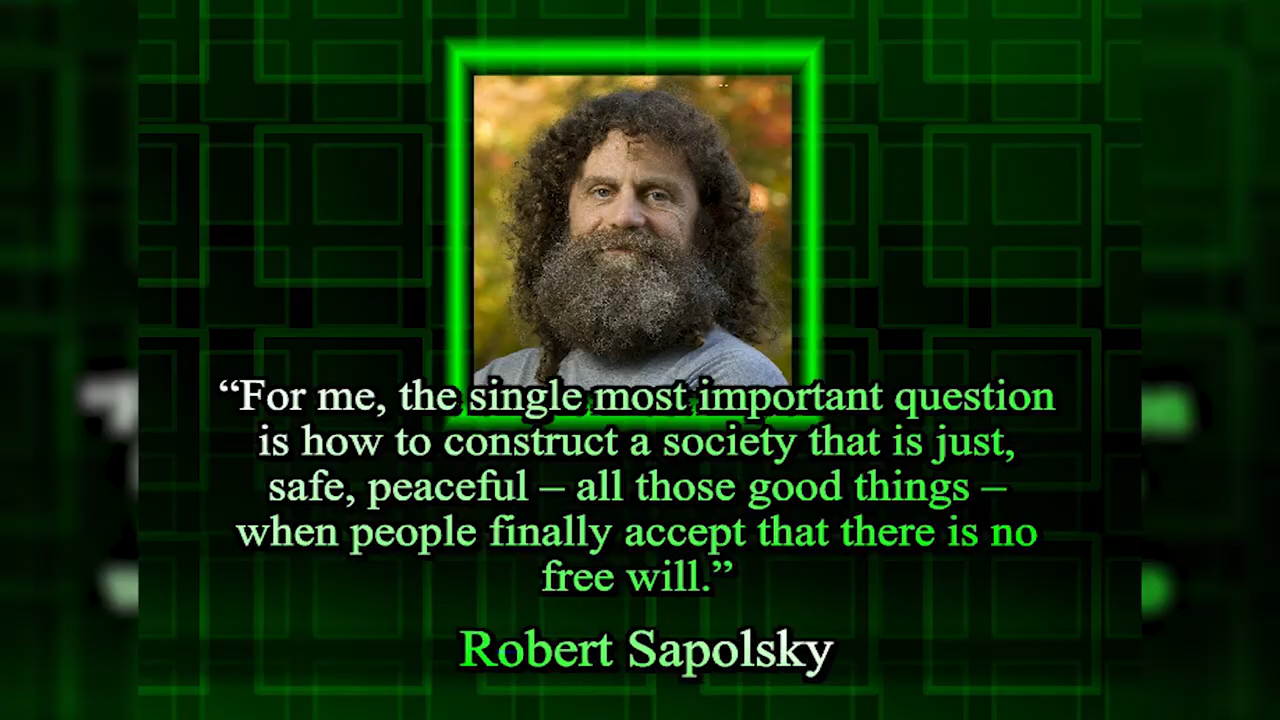 “For me, the single most important question
is how to construct a society that is just,
safe, peaceful – all those good things –
when people finally accept that there is no
free will.”
Robert Sapolsky